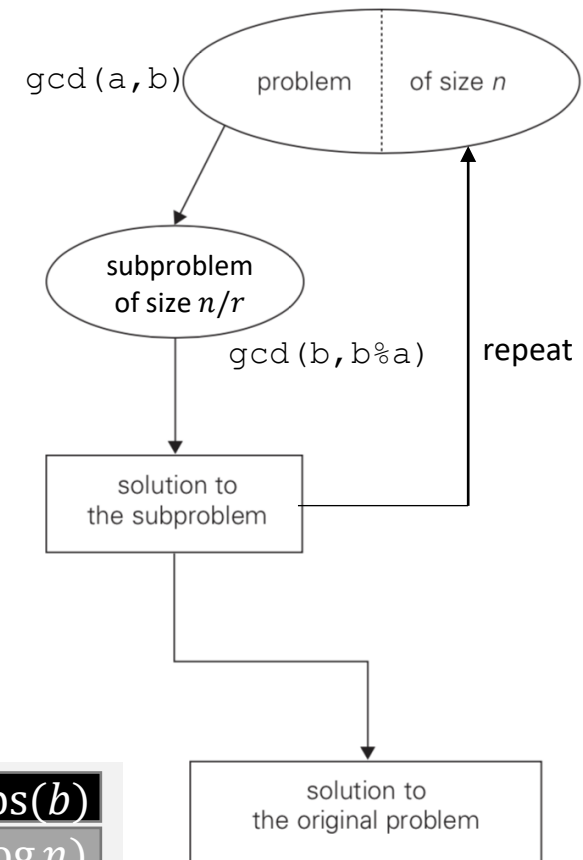 gcd(a,b)
problem
of size n
subproblem
of size n/r
gcd(b,b%a)
repeat
solution to
the subproblem
solution to
the original problem
(b)
n)